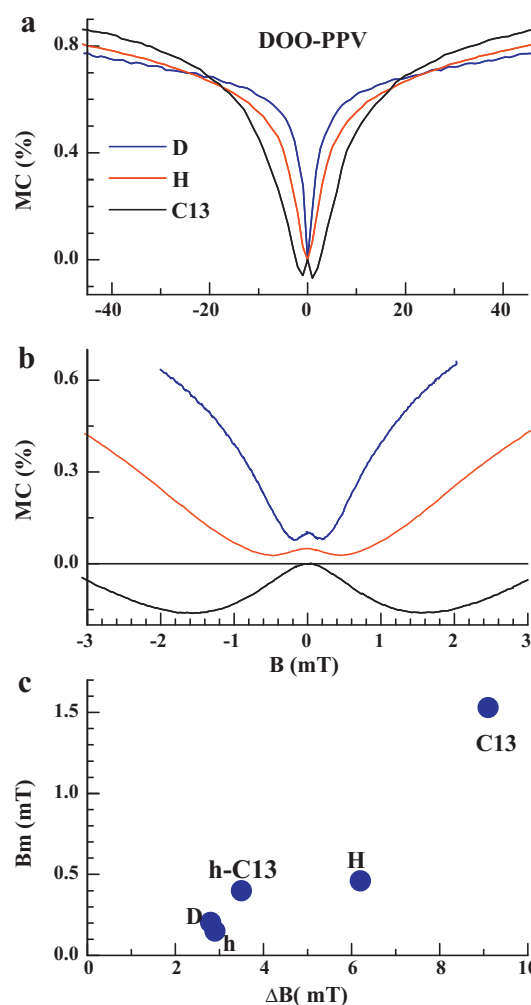 a
DOO-PPV
0.8
0.4
0.0
MC (%)
D
H
C13
-40 -20 0 20 40
b
0.6
0.3
0.0
MC (%)
-3 -2 -1 0 1 2 3
B (mT)
c
1.5
1.0
0.5
0.0
Bm (mT)
C13
h-C13
H
D
h
0 2 4 6 8 10
ΔB( mT)